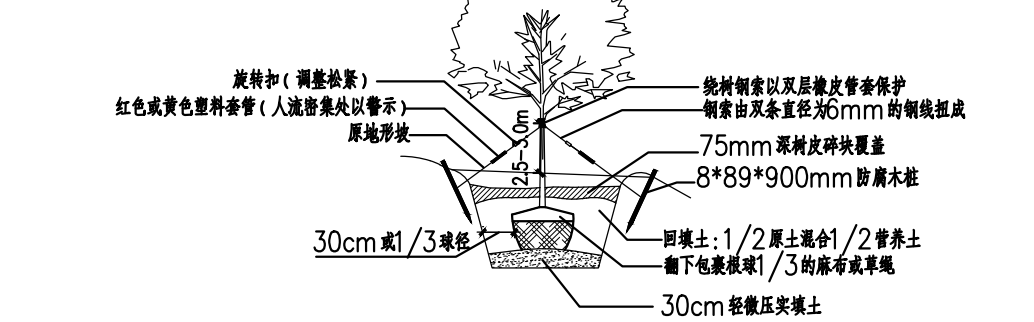 旋转扣(调整松紧)
红色或黄色塑料套管(人流密集处以警示)
原地形坡
2.5-3.0m
30cm或1/3球径
绕树钢索以双层橡皮管套保护
钢索由双条直径为6mm的钢线扭成
75mm深树皮碎块覆盖
8*89*900mm防腐木桩
回填土:1/2原土混合1/2营养土
翻下包裹根球1/3的麻布或草绳
30cm轻微压实填土